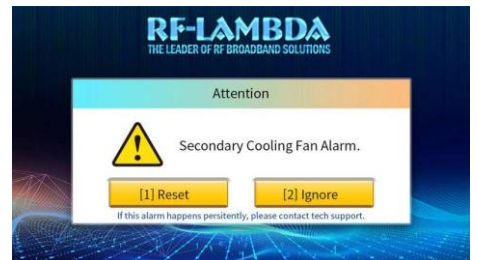 RF-LAMBDA
THE LEADER OF RF BROADBAND SOLUTIONS
Attention
Secondary Cooling Fan Alarm.
[1] Reset
[2] Ignore
If this alarm happens persitently, please contact tech support.